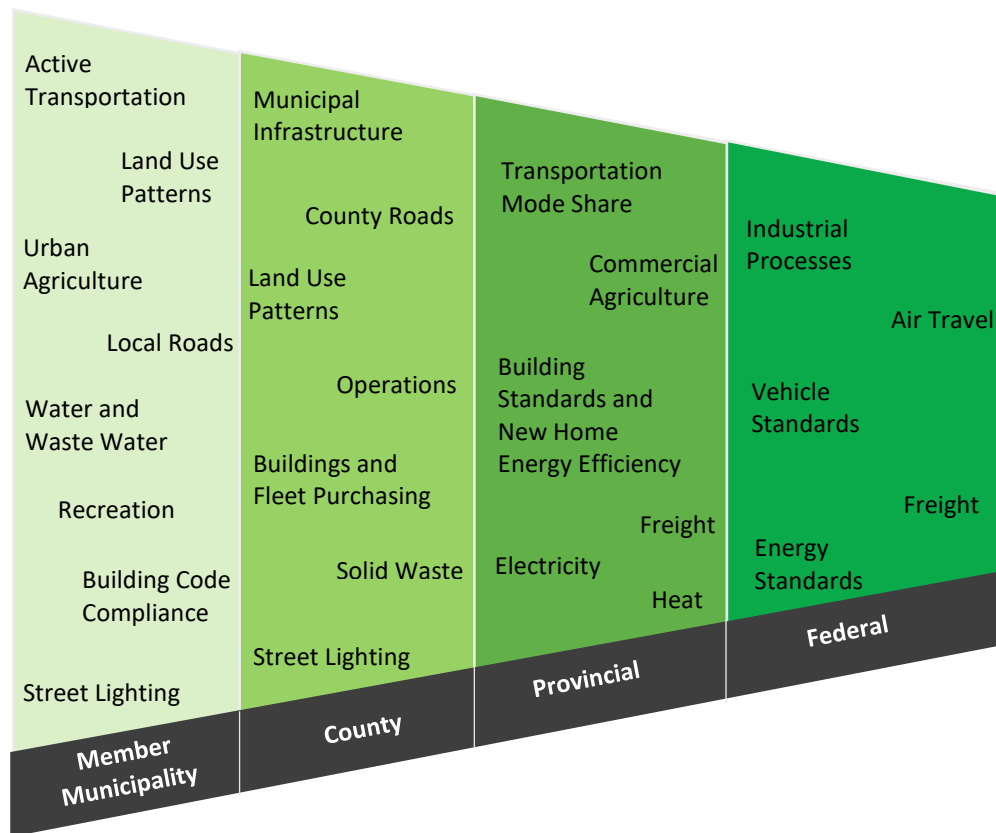 Active
Transportation
Land Use
Patterns
Urban
Agriculture
Local Roads
Water and
Waste Water
Recreation
Building Code
Compliance
Street Lighting
Member
Municipality
Municipal
Infrastructure
County Roads
Land Use
Patterns
Operations
Buildings and
Fleet Purchasing
Solid Waste
Street Lighting
County
Transportation
Mode Share
Commercial
Agriculture
Building
Standards and
New Home
Energy Efficiency
Freight
Electricity
Heat
Provincial
Industrial
Processes
Air Travel
Vehicle
Standards
Freight
Energy
Standards
Federal